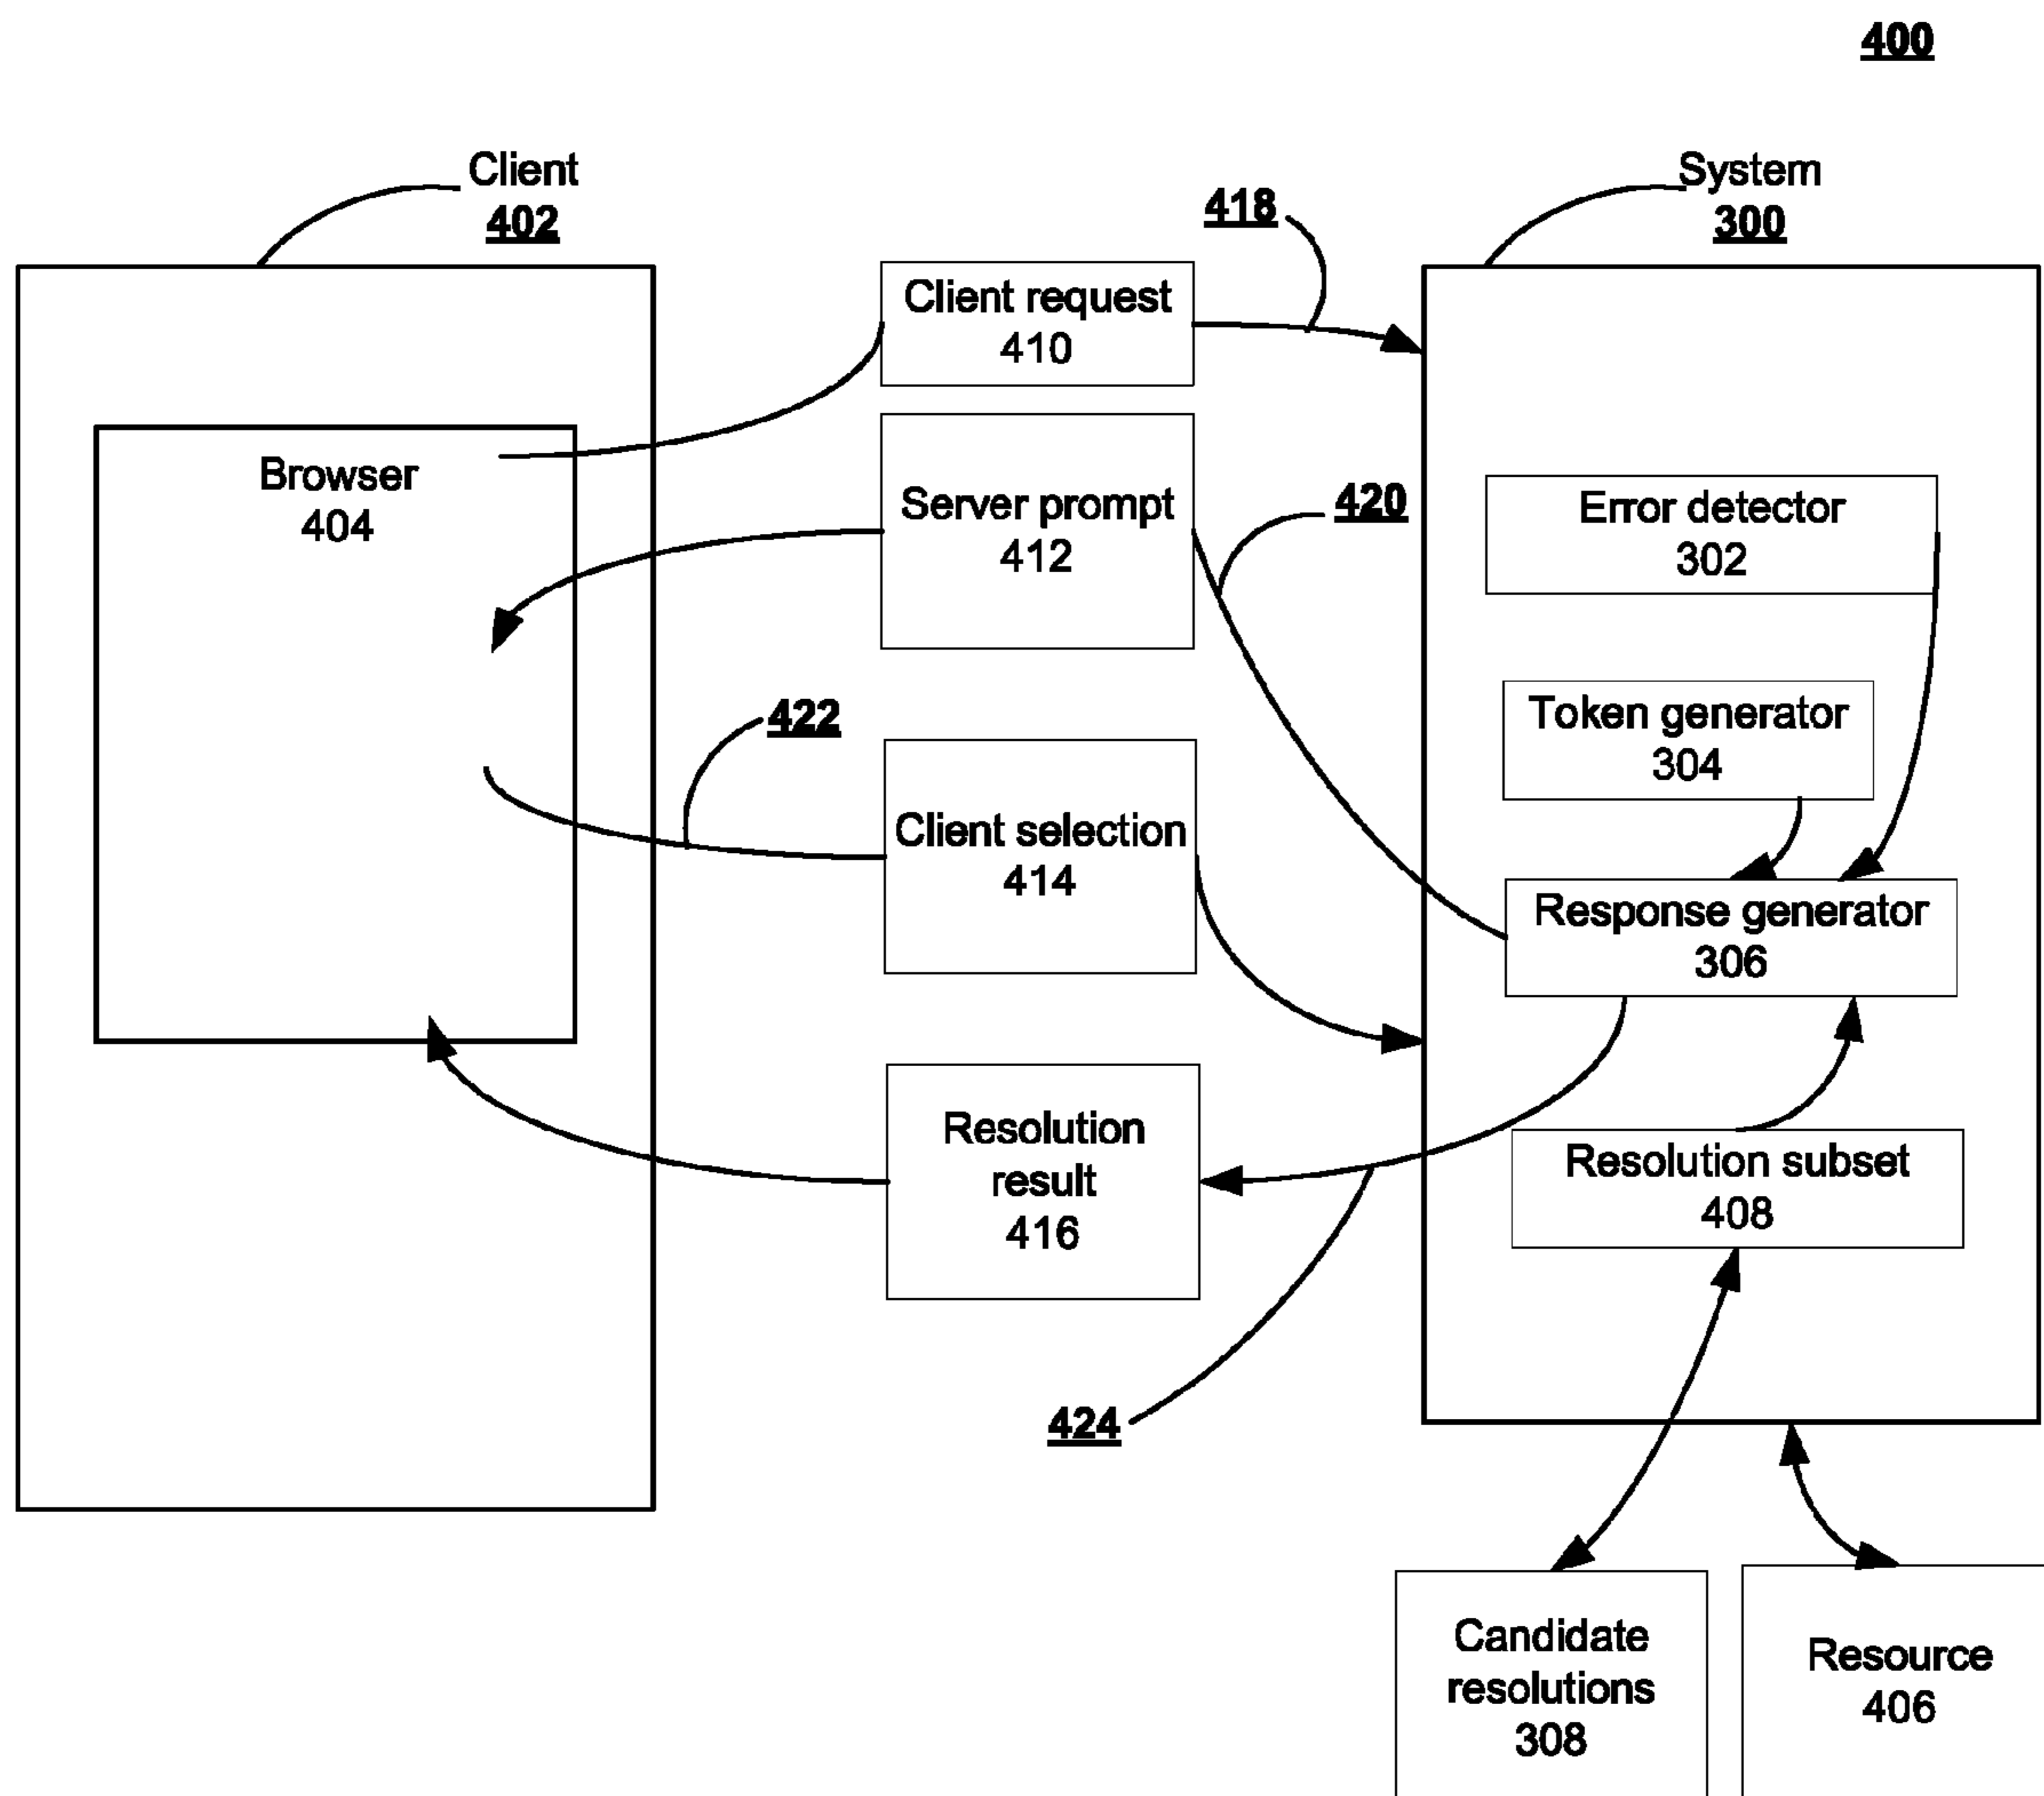 400
Client
402
System
300
418
Client request
410
Browser
404
Server prompt
412
420
Error detector
302
422
Token generator
304
Client selection
414
Response generator
306
Resolution
result
416
Resolution subset
408
424
Candidate
resolutions
308
Resource
406